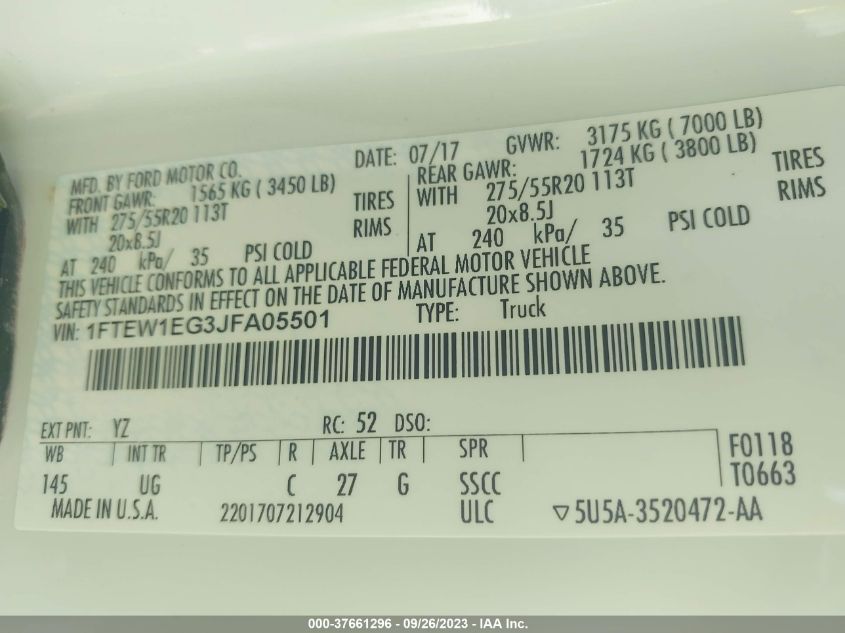 MFD. BY FORD MOTOR CO. DATE: 07/17 GVWR: 3175 KG ( 7000 LB)
FRONT GAWR: 1565 KG ( 3450 LB) REAR GAWR: 1724 KG ( 3800 LB)
WITH 275/55R20 113T TIRES WITH 275/55R20 113T TIRES
20x8.5J RIMS 20x8.5J RIMS
AT 240 kPa/ 35 PSI COLD AT 240 kPa/ 35 PSI COLD
THIS VEHICLE CONFORMS TO ALL APPLICABLE FEDERAL MOTOR VEHICLE
SAFETY STANDARDS IN EFFECT ON THE DATE OF MANUFACTURE SHOWN ABOVE.
VIN: 1FTEW1EG3JFA05501 TYPE: Truck
EXT PNT: YZ RC: 52 DSO:
WB INT TR TP/PS R AXLE TR SPR F0118
145 UG C 27 G SSCC T0663
MADE IN U.S.A. 2201707212904 ULC ▽5U5A-3520472-AA
000-37661296 - 09/26/2023 - IAA Inc.